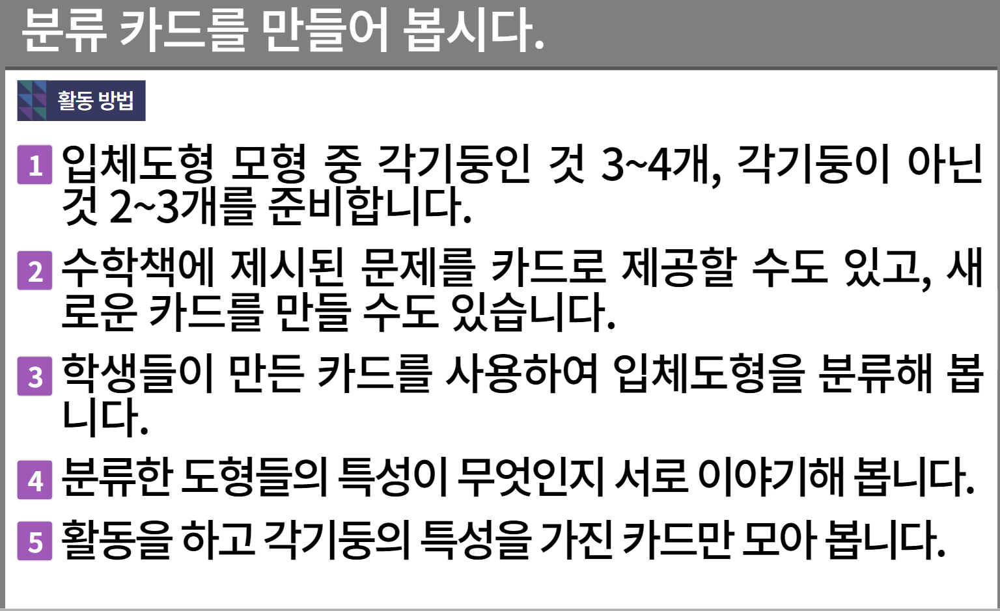 분류 카드를 만들어 봅시다.
활동 방법
1 입체도형 모형 중 각기둥인 것 3~4개, 각기둥이 아닌
것 2~3개를 준비합니다.
2 수학책에 제시된 문제를 카드로 제공할 수도 있고, 새
로운 카드를 만들 수도 있습니다.
3 학생들이 만든 카드를 사용하여 입체도형을 분류해 봅
니다.
4 분류한 도형들의 특성이 무엇인지 서로 이야기해 봅니다.
5 활동을 하고 각기둥의 특성을 가진 카드만 모아 봅니다.